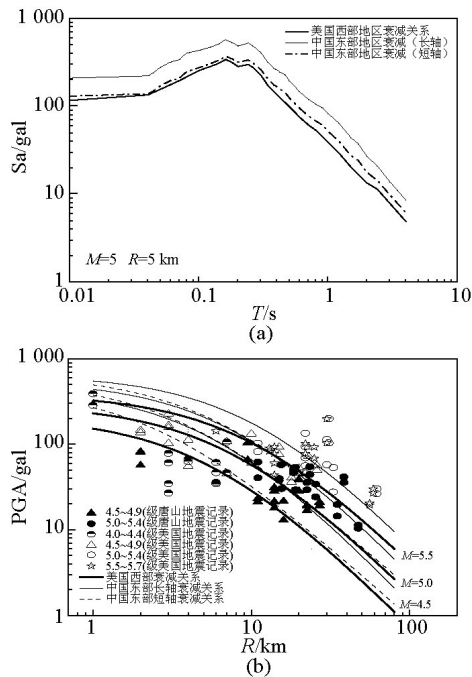 1 000
美国西部地区衰减关系
中国东部地区衰减（长轴）
中国东部地区衰减（短轴）
100
Sa/gal
10
M=5 R=5 km
1
0.01 0.1 1 10
T/s
(a)
1 000
100
PGA/gal
4.5~4.9(级唐山地震记录)
5.0~5.4(级唐山地震记录)
4.0~4.4(级美国地震记录)
4.5~4.9(级美国地震记录)
5.0~5.4(级美国地震记录)
5.5~5.7(级美国地震记录)
美国西部衰减关系
中国东部长轴衰减关系
中国东部短轴衰减关系
10
M=5.5
M=5.0
M=4.5
1
1 10 100
R/km
(b)